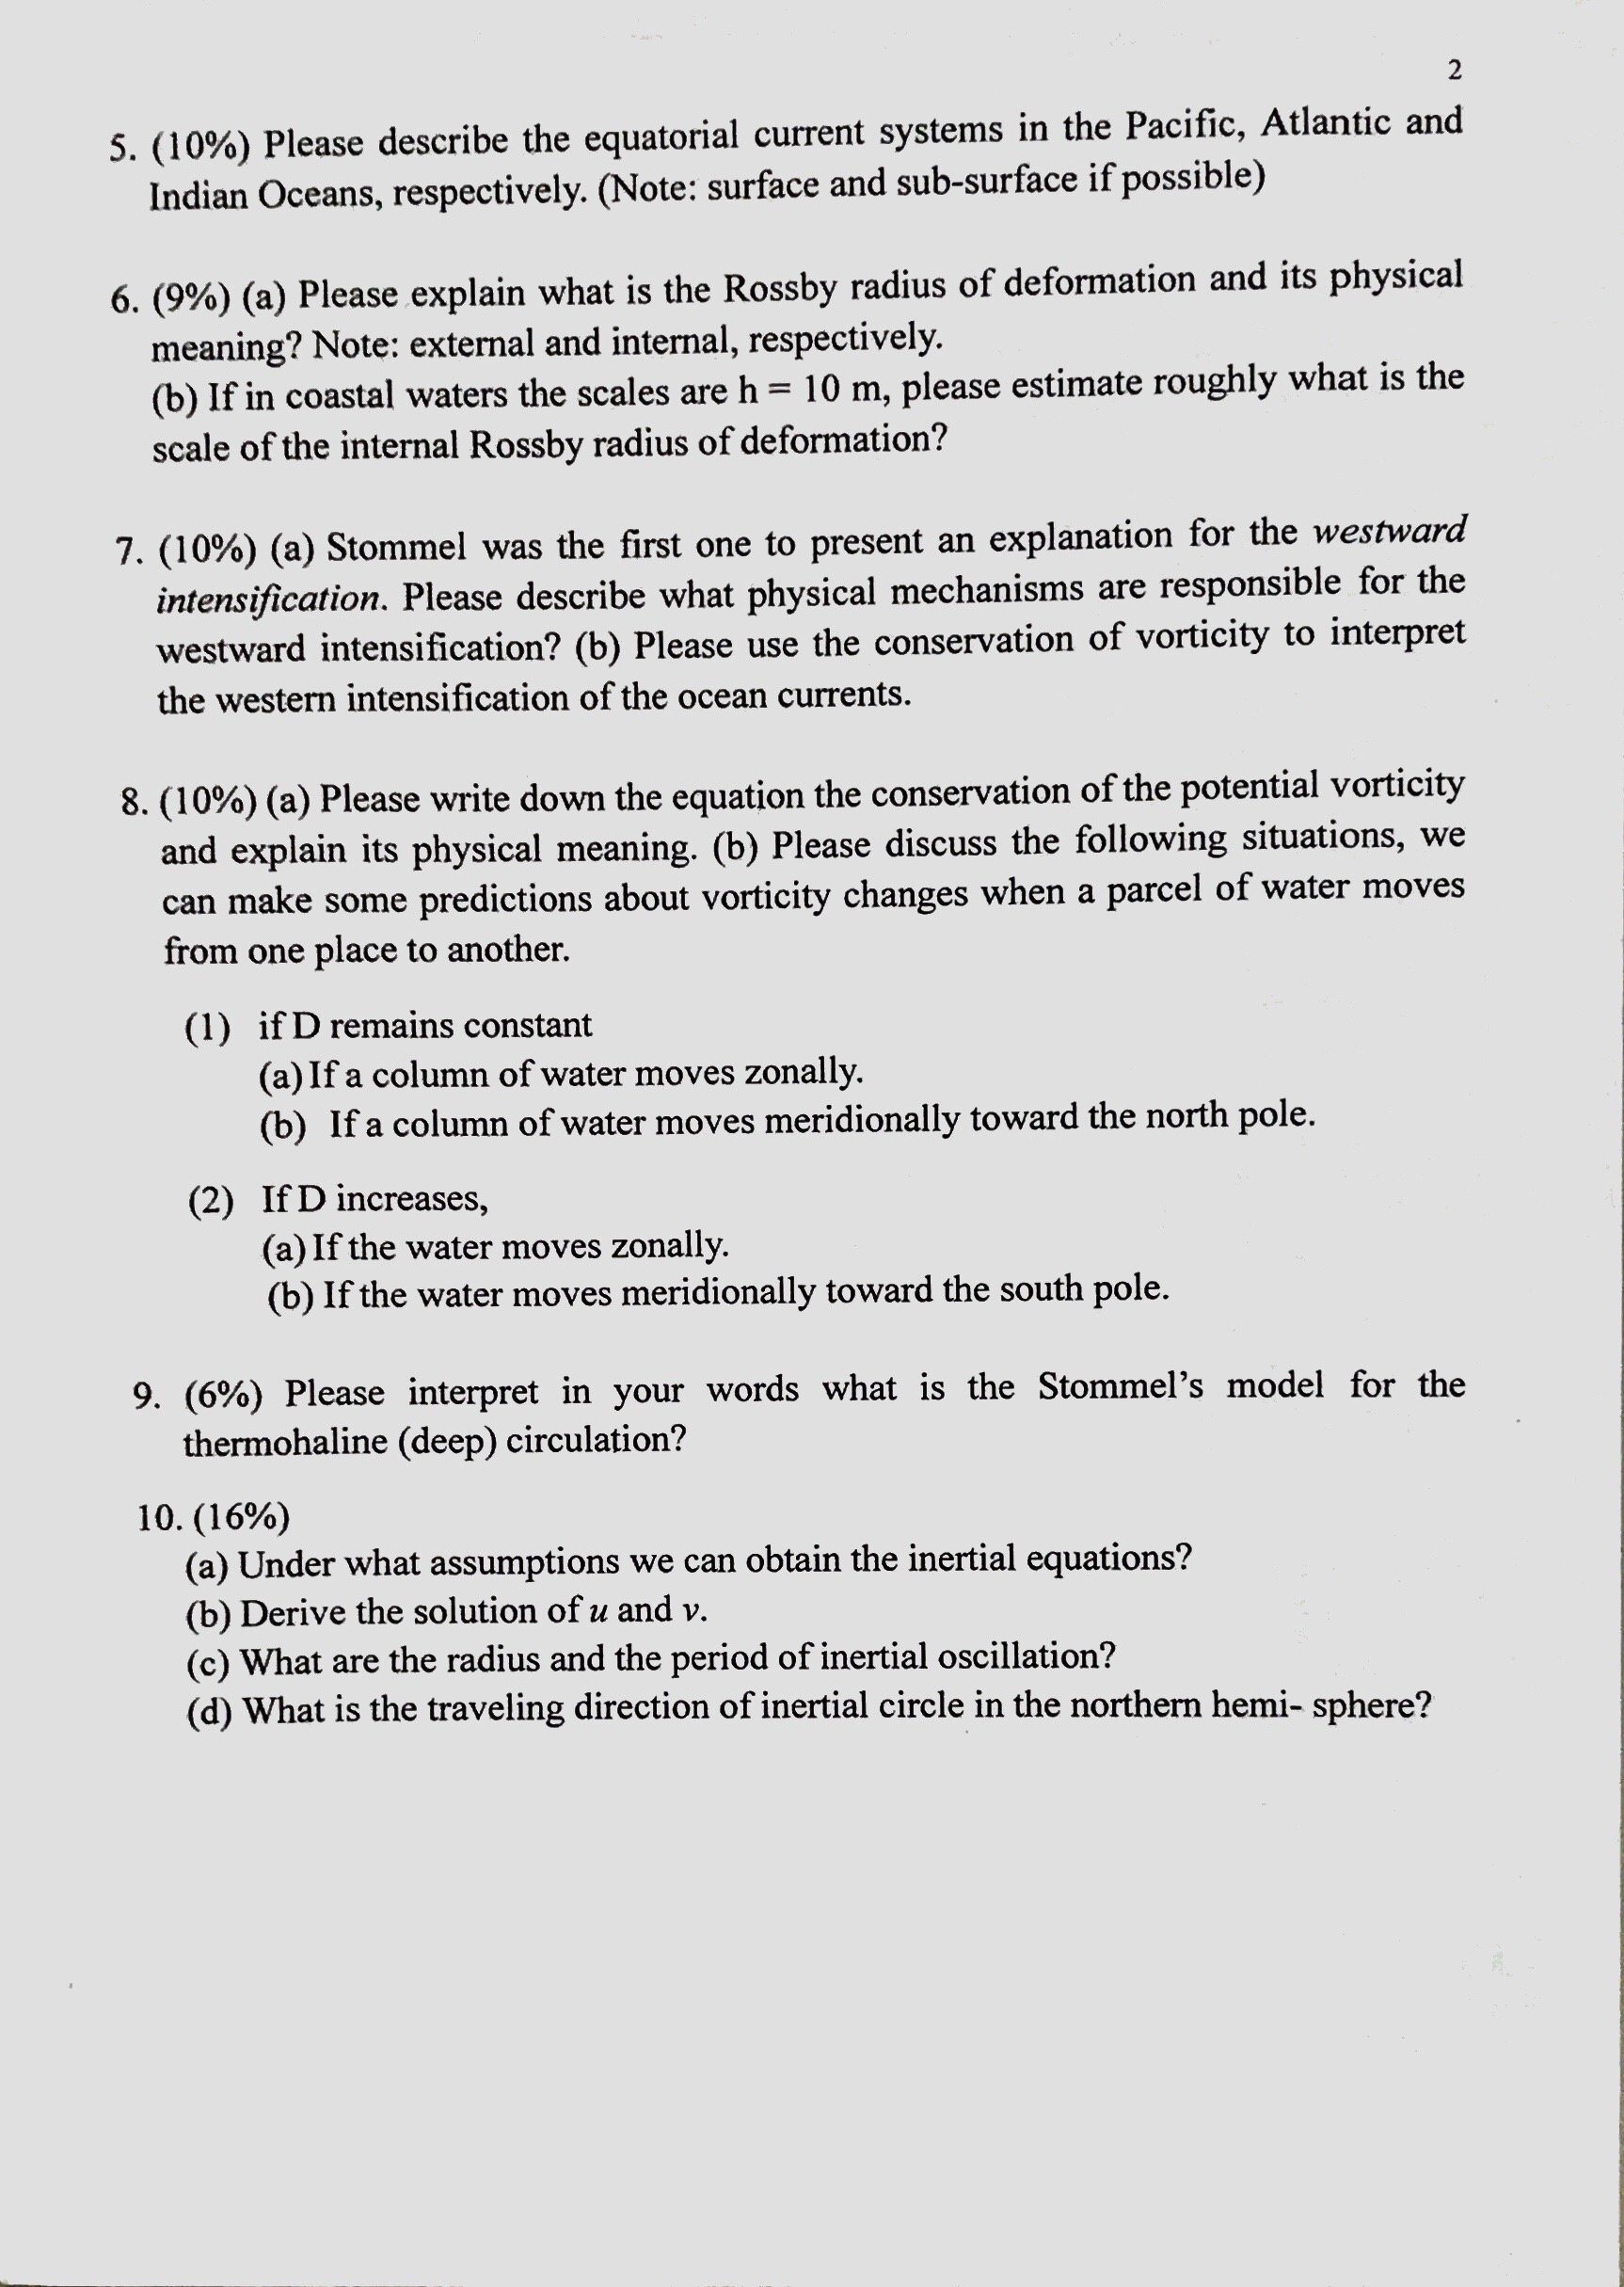 2
5. (10%) Please describe the equatorial current systems in the Pacific, Atlantic and
Indian Oceans, respectively. (Note: surface and sub-surface if possible)
6. (9%) (a) Please explain what is the Rossby radius of deformation and its physical
meaning? Note: external and internal, respectively.
(b) If in coastal waters the scales are h = 10 m, please estimate roughly what is the
scale of the internal Rossby radius of deformation?
7. (10%) (a) Stommel was the first one to present an explanation for the westward
intensification. Please describe what physical mechanisms are responsible for the
westward intensification? (b) Please use the conservation of vorticity to interpret
the western intensification of the ocean currents.
8. (10%) (a) Please write down the equation the conservation of the potential vorticity
and explain its physical meaning. (b) Please discuss the following situations, we
can make some predictions about vorticity changes when a parcel of water moves
from one place to another.
(1) if D remains constant
(a) If a column of water moves zonally.
(b) If a column of water moves meridionally toward the north pole.
(2) If D increases,
(a) If the water moves zonally.
(b) If the water moves meridionally toward the south pole.
9. (6%) Please interpret in your words what is the Stommel's model for the
thermohaline (deep) circulation?
10. (16%)
(a) Under what assumptions we can obtain the inertial equations?
(b) Derive the solution of u and v.
(c) What are the radius and the period of inertial oscillation?
(d) What is the traveling direction of inertial circle in the northern hemi- sphere?